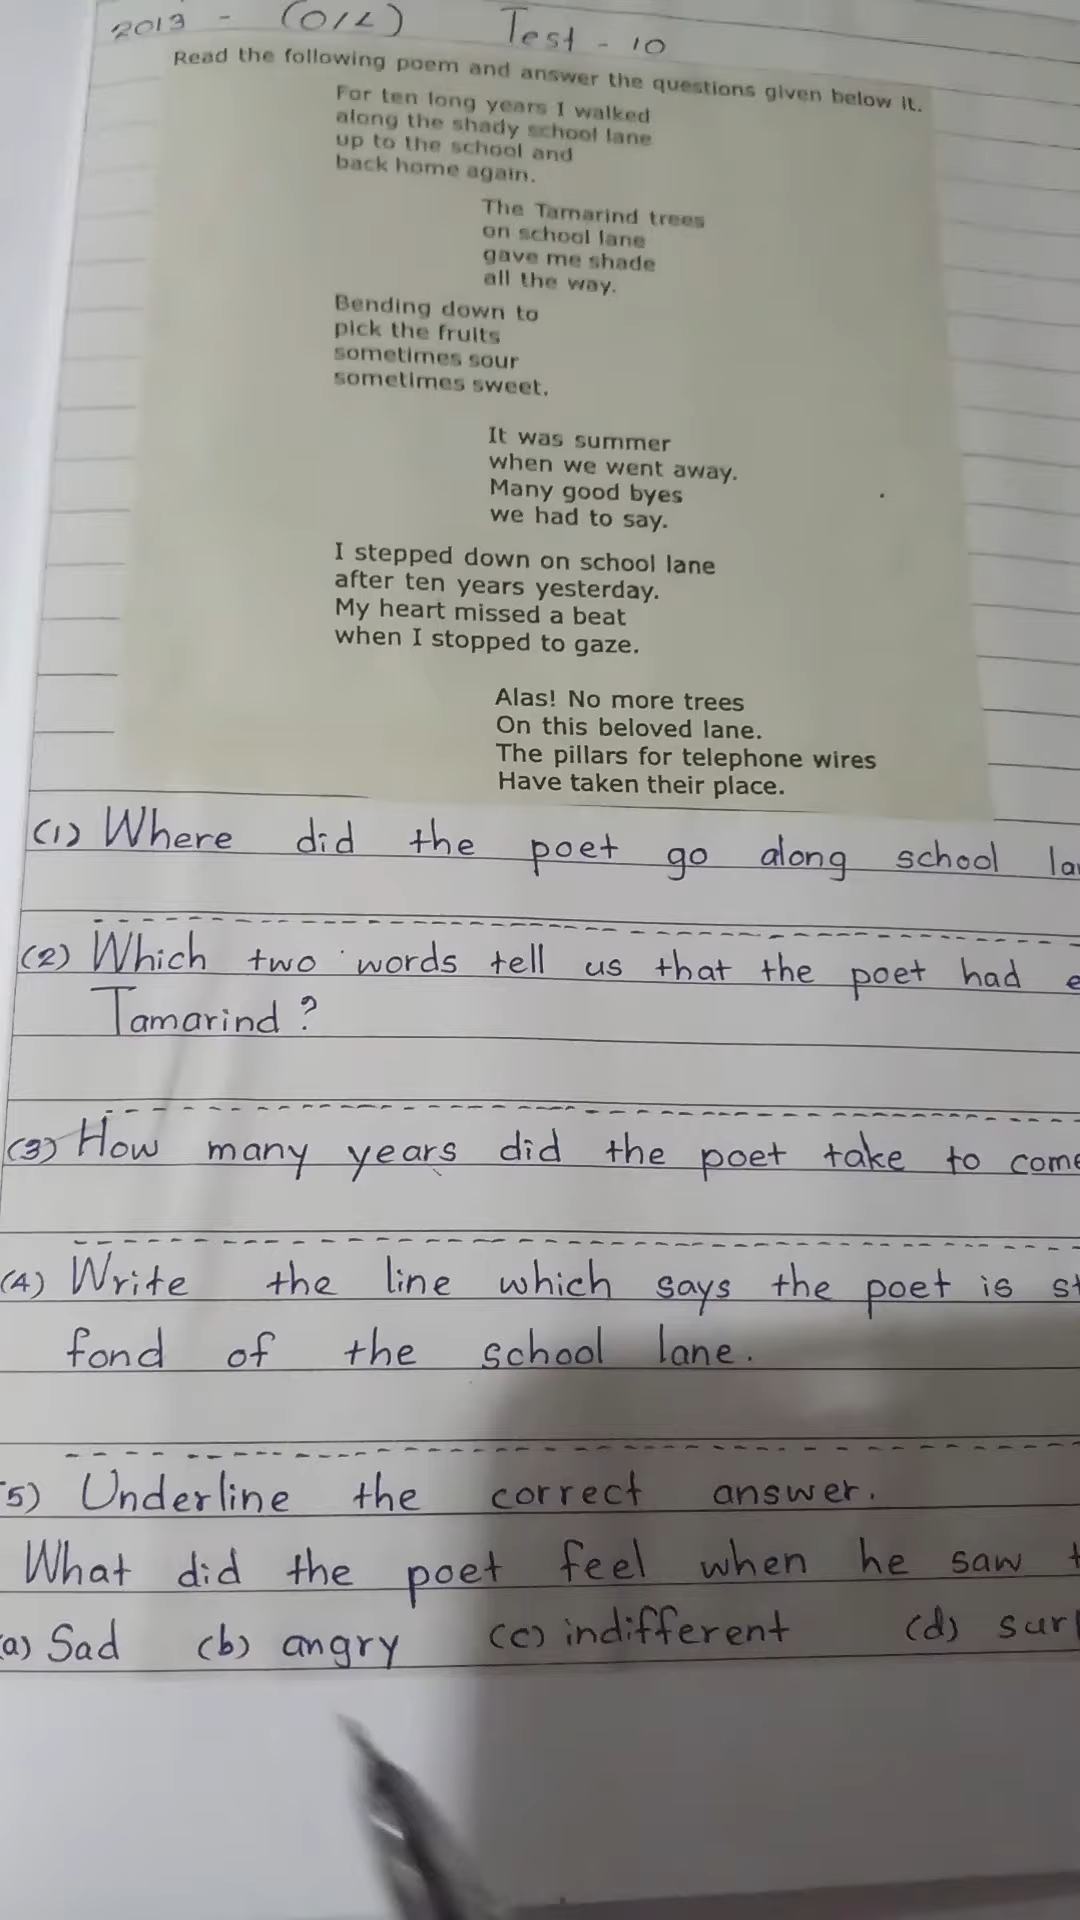 2013 - (O/L) Test - 10
Read the following poem and answer the questions given below it.
For ten long years I walked
along the shady school lane
up to the school and
back home again.
The Tamarind trees
on school lane
gave me shade
all the way.
Bending down to
pick the fruits
sometimes sour
sometimes sweet.
It was summer
when we went away.
Many good byes
we had to say.
I stepped down on school lane
after ten years yesterday.
My heart missed a beat
when I stopped to gaze.
Alas! No more trees
On this beloved lane.
The pillars for telephone wires
Have taken their place.
(1) Where did the poet go along school
(2) Which two words tell us that the poet had
Tamarind ?
(3) How many years did the poet take to
(4) Write the line which says the poet is
fond of the school lane.
5) Underline the correct answer.
What did the poet feel when he saw
a) Sad (b) angry (c) indifferent (d)